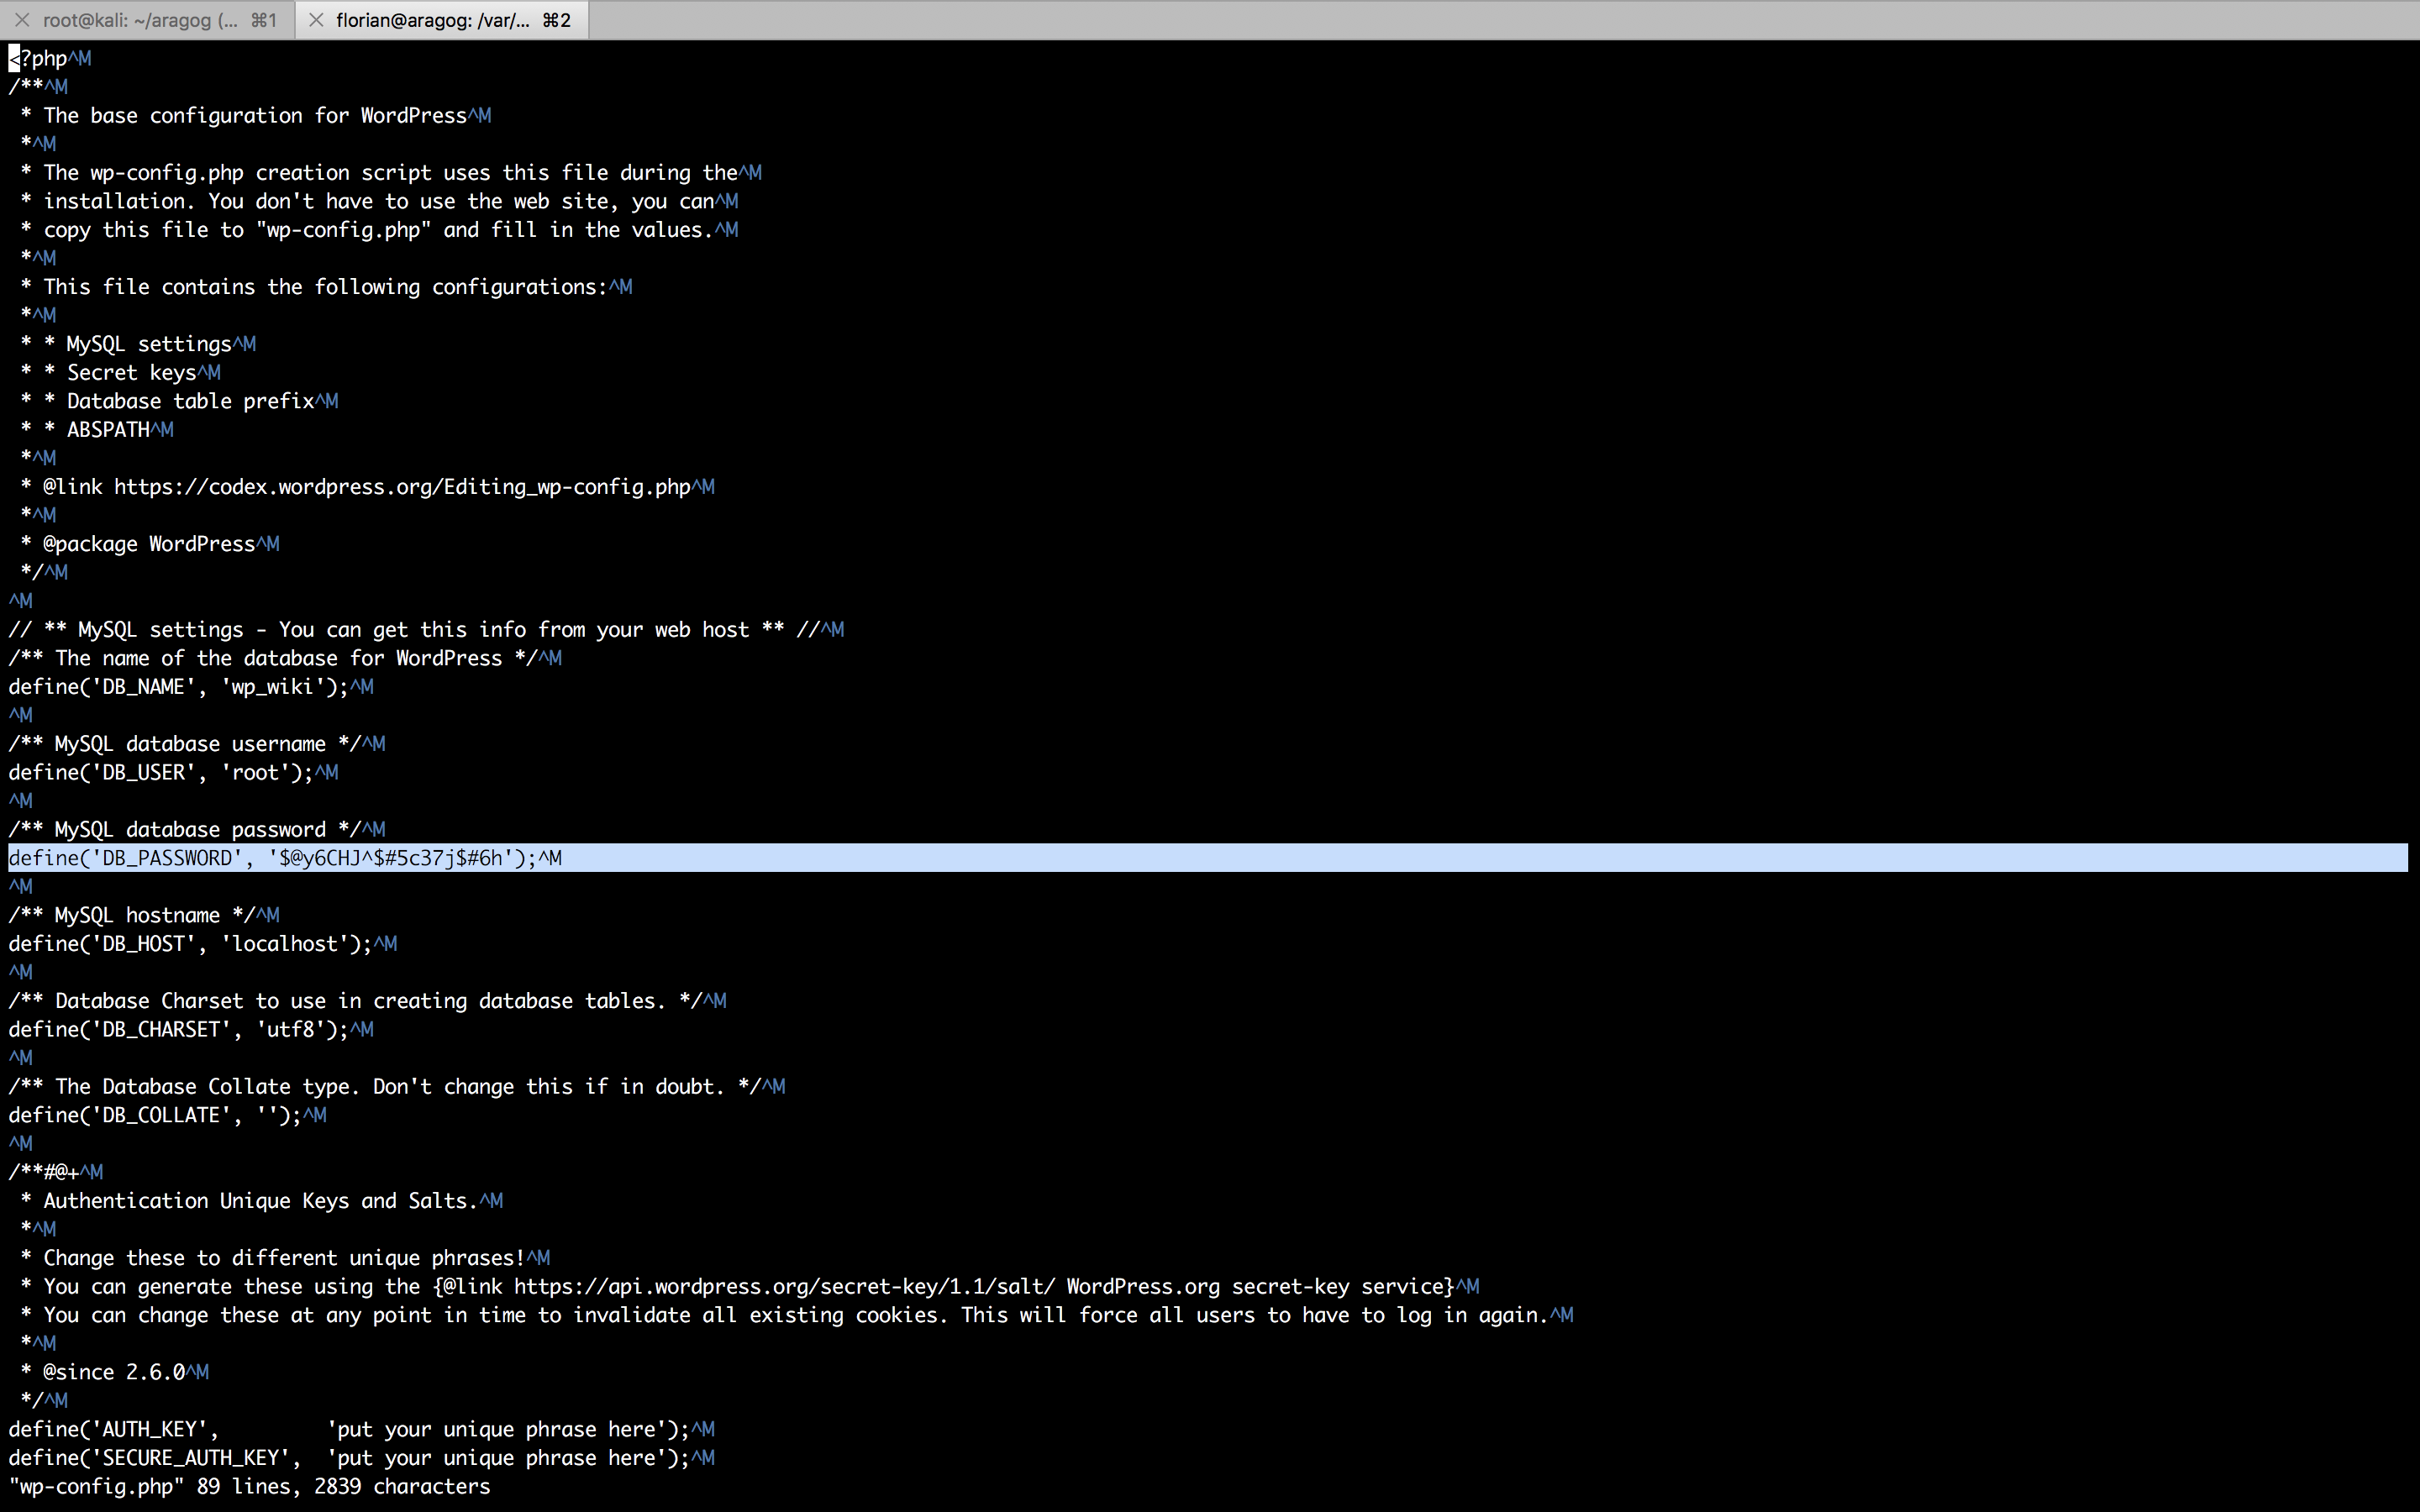 root@kali: ~/aragog (... ⌘1
florian@aragog: /var/... ⌘2
<?php^M
/**^M
 * The base configuration for WordPress^M
 *^M
 * The wp-config.php creation script uses this file during the^M
 * installation. You don't have to use the web site, you can^M
 * copy this file to "wp-config.php" and fill in the values.^M
 *^M
 * This file contains the following configurations:^M
 *^M
 * * MySQL settings^M
 * * Secret keys^M
 * * Database table prefix^M
 * * ABSPATH^M
 *^M
 * @link https://codex.wordpress.org/Editing_wp-config.php^M
 *^M
 * @package WordPress^M
 */^M
^M
// ** MySQL settings - You can get this info from your web host ** //^M
/** The name of the database for WordPress */^M
define('DB_NAME', 'wp_wiki');^M
^M
/** MySQL database username */^M
define('DB_USER', 'root');^M
^M
/** MySQL database password */^M
define('DB_PASSWORD', '$@y6CHJ^$#5c37j$#6h');^M
^M
/** MySQL hostname */^M
define('DB_HOST', 'localhost');^M
^M
/** Database Charset to use in creating database tables. */^M
define('DB_CHARSET', 'utf8');^M
^M
/** The Database Collate type. Don't change this if in doubt. */^M
define('DB_COLLATE', '');^M
^M
/**#@+^M
 * Authentication Unique Keys and Salts.^M
 *^M
 * Change these to different unique phrases!^M
 * You can generate these using the {@link https://api.wordpress.org/secret-key/1.1/salt/ WordPress.org secret-key service}^M
 * You can change these at any point in time to invalidate all existing cookies. This will force all users to have to log in again.^M
 *^M
 * @since 2.6.0^M
 */^M
define('AUTH_KEY',         'put your unique phrase here');^M
define('SECURE_AUTH_KEY',  'put your unique phrase here');^M
"wp-config.php" 89 lines, 2839 characters